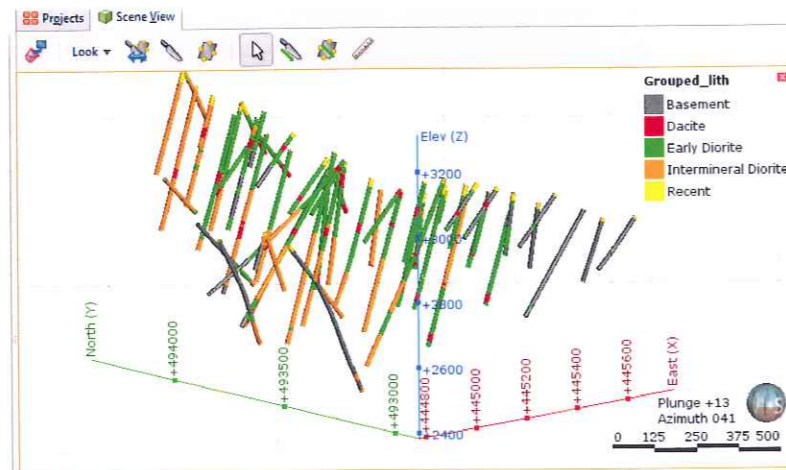 Projects
Scene View
Look
Grouped_lith
Basement
Dacite
Early Diorite
Intermineral Diorite
Recent
Elev (Z)
+3200
+3000
+2800
+2600
+2400
North (Y)
+494000
+493500
+493000
East (X)
+444800
+445000
+445200
+445400
+445600
Plunge +13
Azimuth 041
0 125 250 375 500